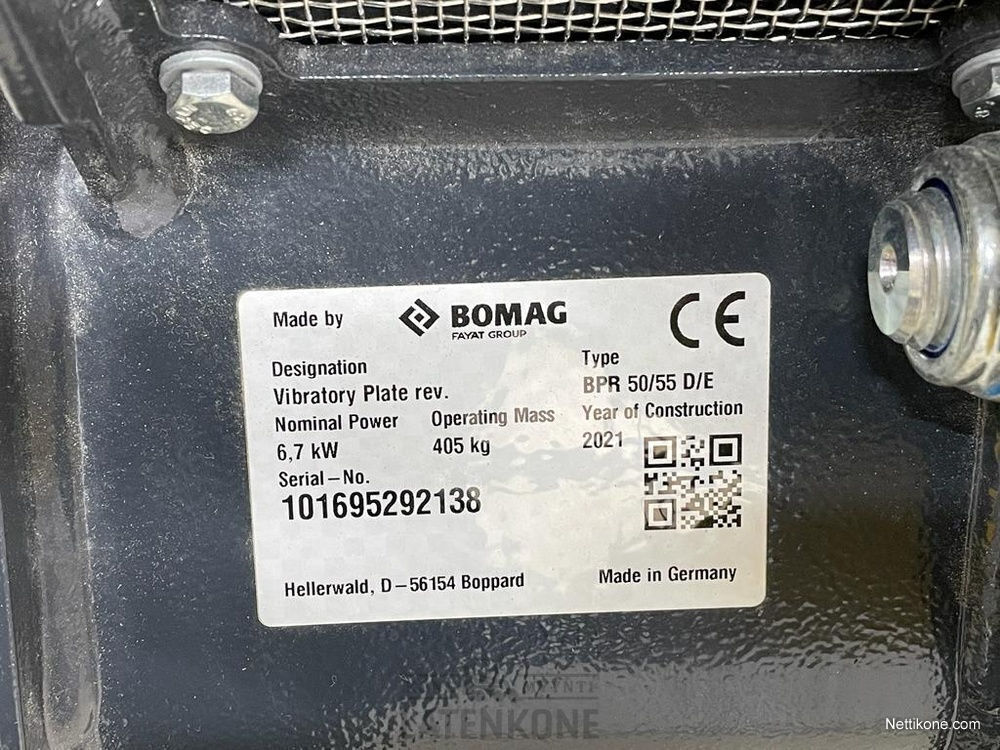 Made by BOMAG CE
FAYAT GROUP
Designation Type
Vibratory Plate rev. BPR 50/55 D/E
Nominal Power Operating Mass Year of Construction
6,7 kW 405 kg 2021
Serial-No.
101695292138
Hellerwald, D-56154 Boppard Made in Germany
Nettikone.com